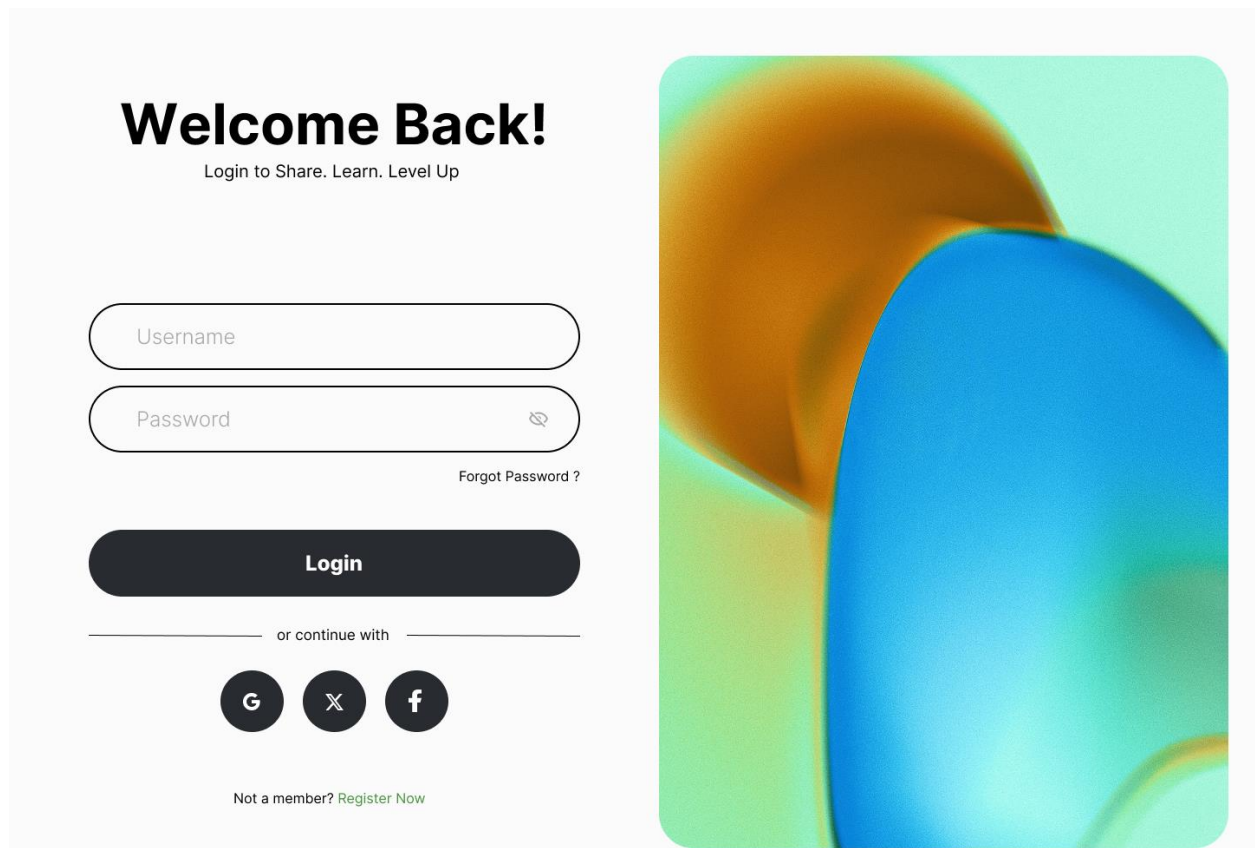 Welcome Back!
Login to Share. Learn. Level Up
Username
Password
Forgot Password ?
Login
or continue with
Not a member? Register Now